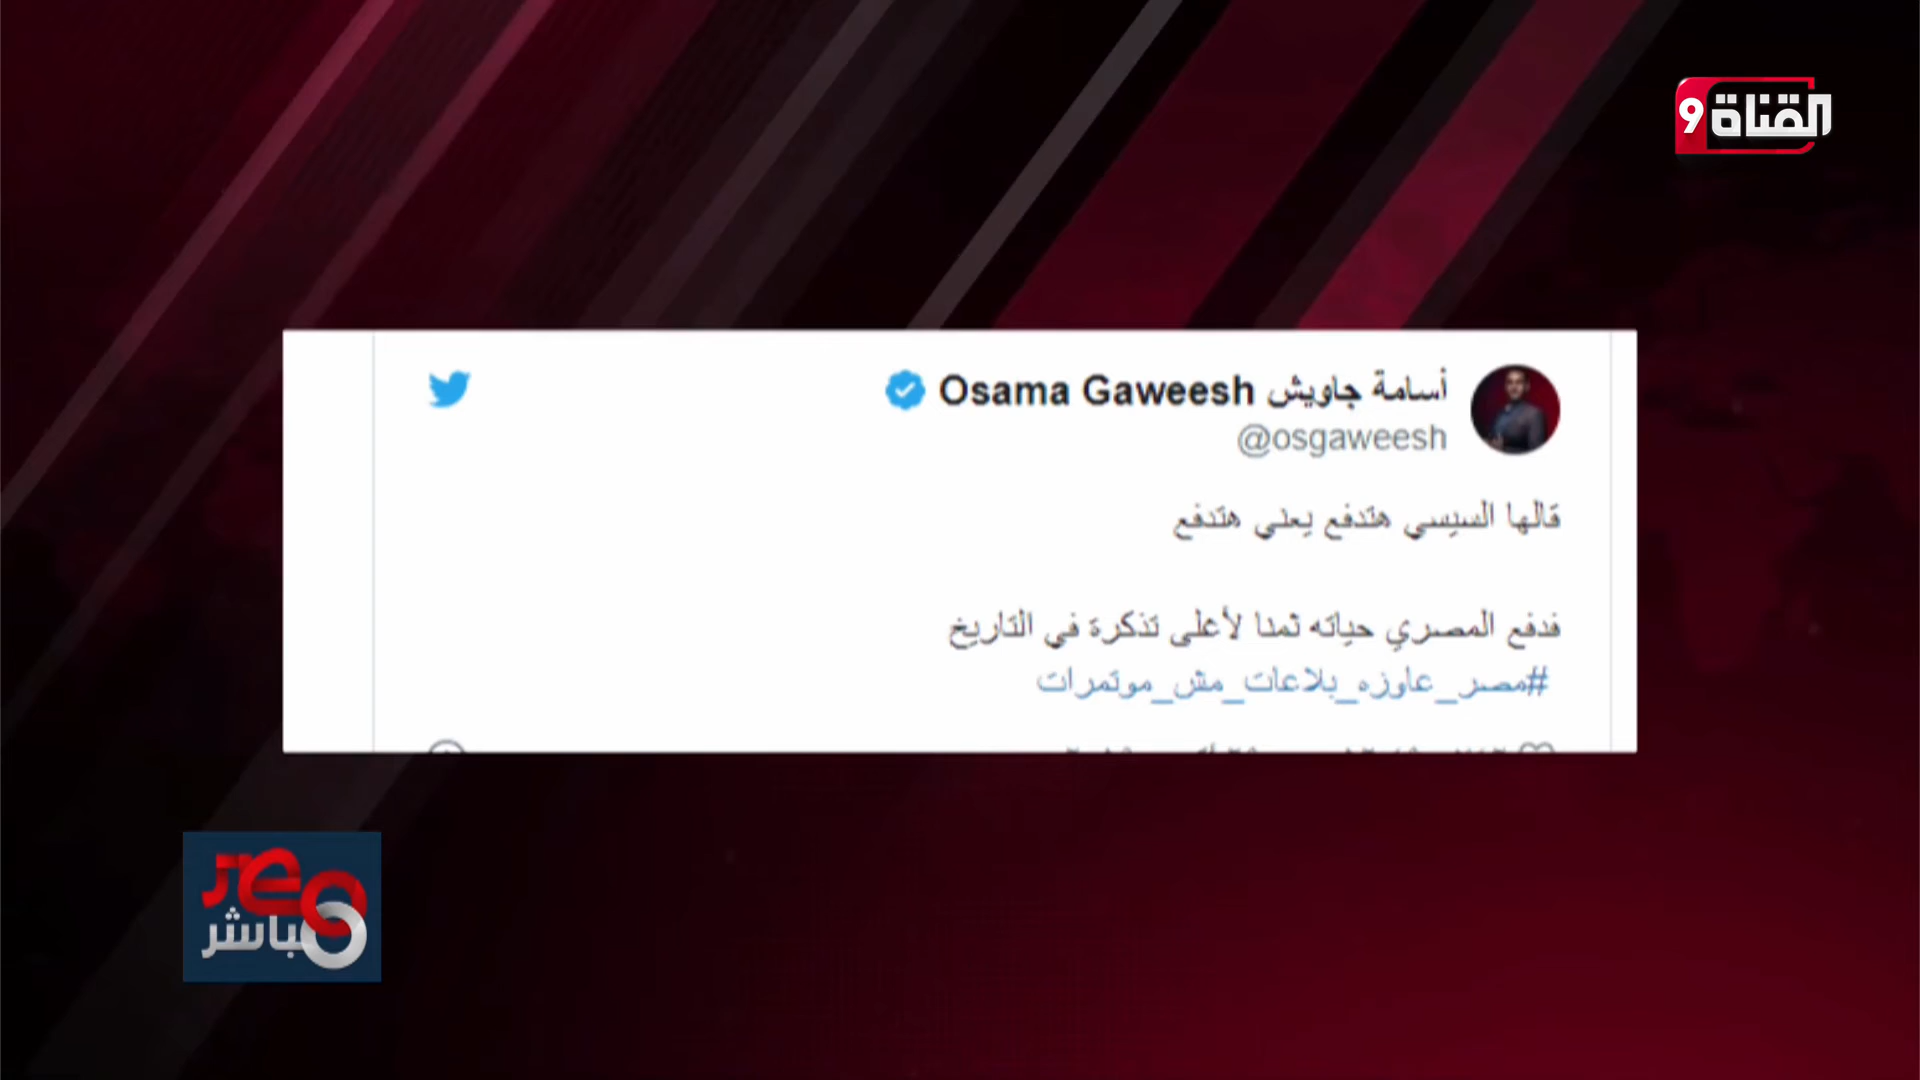 القناة 9
أسامة جاويش Osama Gaweesh
@osgaweesh
قالها السيسي هتدفع يعني هتدفع
فدفع المصري حياته ثمنا لأغلى تذكرة في التاريخ
#مصر_عاوزه_بلاعات_مش_موتمرات
مصر
مباشر